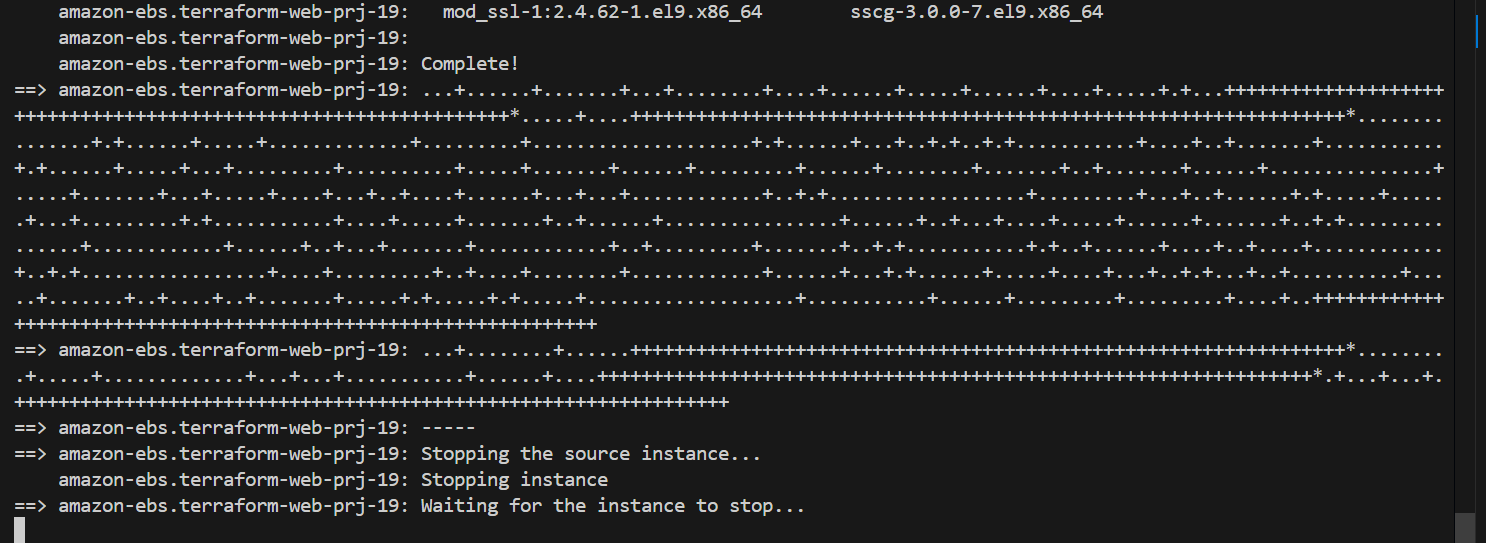 amazon-ebs.terraform-web-prj-19:   mod_ssl-1:2.4.62-1.el9.x86_64        sscg-3.0.0-7.el9.x86_64
amazon-ebs.terraform-web-prj-19:
amazon-ebs.terraform-web-prj-19: Complete!
==> amazon-ebs.terraform-web-prj-19:
==> amazon-ebs.terraform-web-prj-19:
==> amazon-ebs.terraform-web-prj-19: -----
==> amazon-ebs.terraform-web-prj-19: Stopping the source instance...
amazon-ebs.terraform-web-prj-19: Stopping instance
==> amazon-ebs.terraform-web-prj-19: Waiting for the instance to stop...